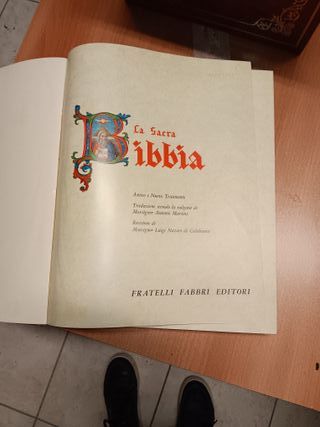 La Sacra
Bibbia
Antico e Nuovo Testamento
Traduzione secondo la volgata di
Monsignor Antonio Martini
Revisione di
Monsignor Luigi Nazari di Calabiana
FRATELLI FABBRI EDITORI